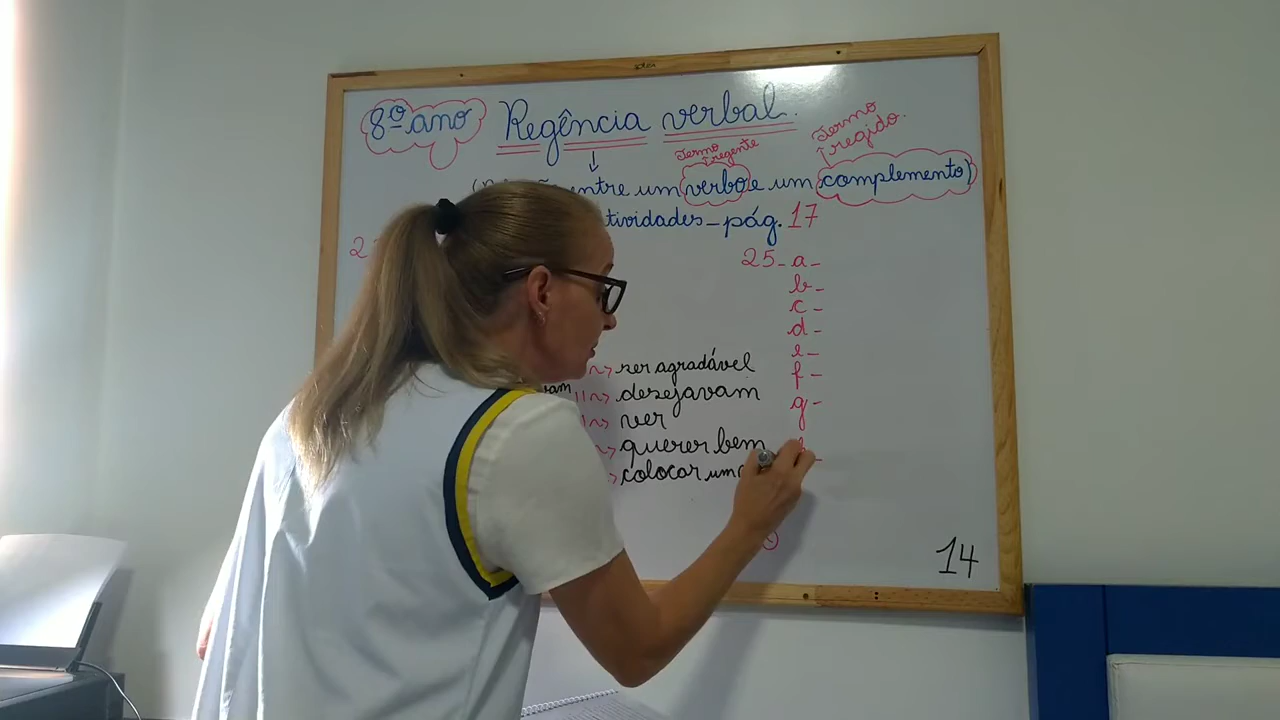 8º ano Regência verbal.
Termo regente
Termo regido.
entre um verbo e um complemento)
tividades - pág. 17
25 - a -
b -
c -
d -
e -
f -
g -
ser agradável
desejavam
ver
querer bem
colocar um
14